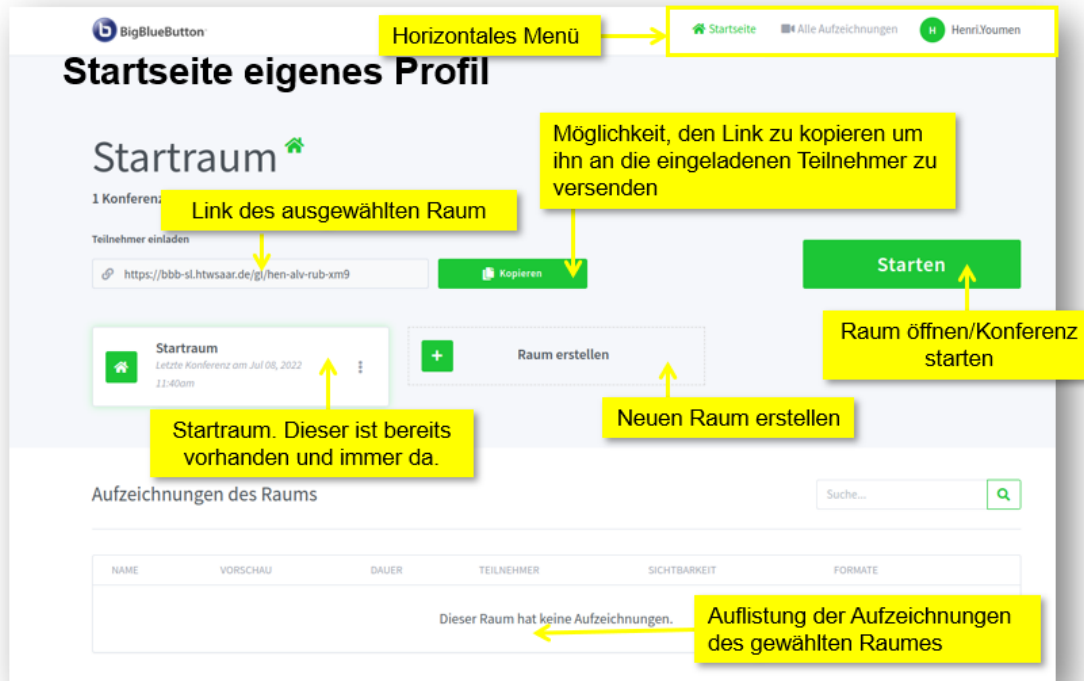 BigBlueButton
Horizontales Menü
Startseite
Alle Aufzeichnungen
H
Henri.Youmen
Startseite eigenes Profil
Startraum
Möglichkeit, den Link zu kopieren um
ihn an die eingeladenen Teilnehmer zu
versenden
1 Konferenz
Link des ausgewählten Raum
Teilnehmer einladen
https://bbb-sl.htwsaar.de/gl/hen-alv-rub-xm9
Kopieren
Starten
Raum öffnen/Konferenz
starten
Startraum
Letzte Konferenz am Jul 08, 2022
11:40am
Raum erstellen
Neuen Raum erstellen
Startraum. Dieser ist bereits
vorhanden und immer da.
Aufzeichnungen des Raums
Suche...
NAME VORSCHAU DAUER TEILNEHMER SICHTBARKEIT FORMATE
Dieser Raum hat keine Aufzeichnungen.
Auflistung der Aufzeichnungen
des gewählten Raumes